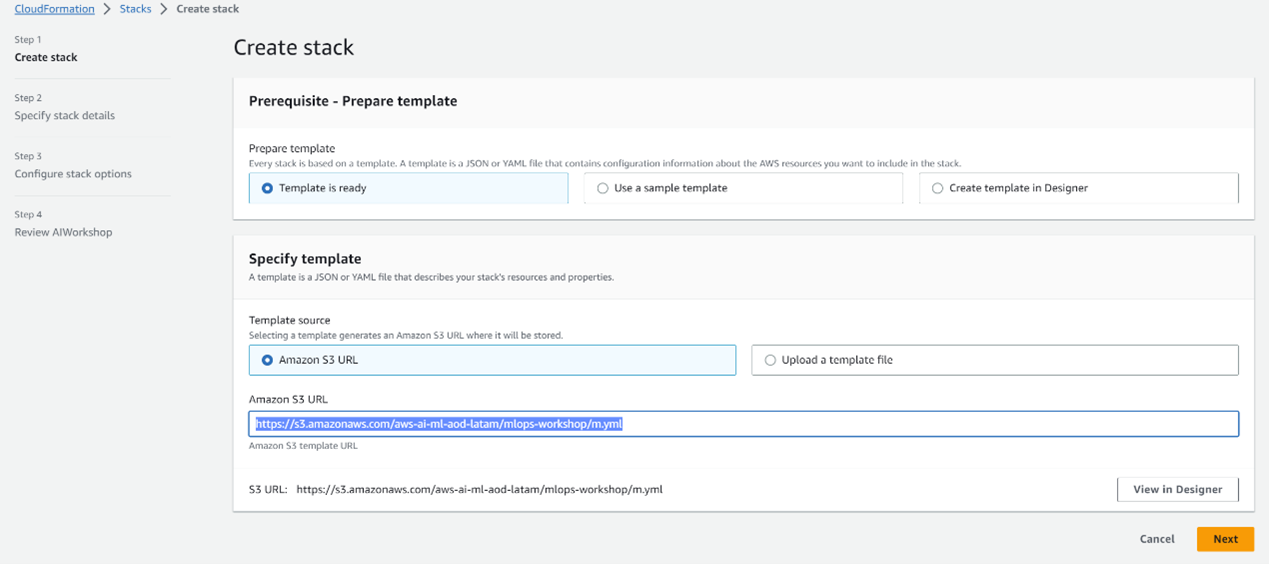 CloudFormation > Stacks > Create stack
Step 1
Create stack
Step 2
Specify stack details
Step 3
Configure stack options
Step 4
Review AIWorkshop
Create stack
Prerequisite - Prepare template
Prepare template
Every stack is based on a template. A template is a JSON or YAML file that contains configuration information about the AWS resources you want to include in the stack.
Template is ready
Use a sample template
Create template in Designer
Specify template
A template is a JSON or YAML file that describes your stack's resources and properties.
Template source
Selecting a template generates an Amazon S3 URL where it will be stored.
Amazon S3 URL
Upload a template file
Amazon S3 URL
https://s3.amazonaws.com/aws-ai-ml-aod-latam/mlops-workshop/m.yml
Amazon S3 template URL
S3 URL: https://s3.amazonaws.com/aws-ai-ml-aod-latam/mlops-workshop/m.yml
View in Designer
Cancel
Next